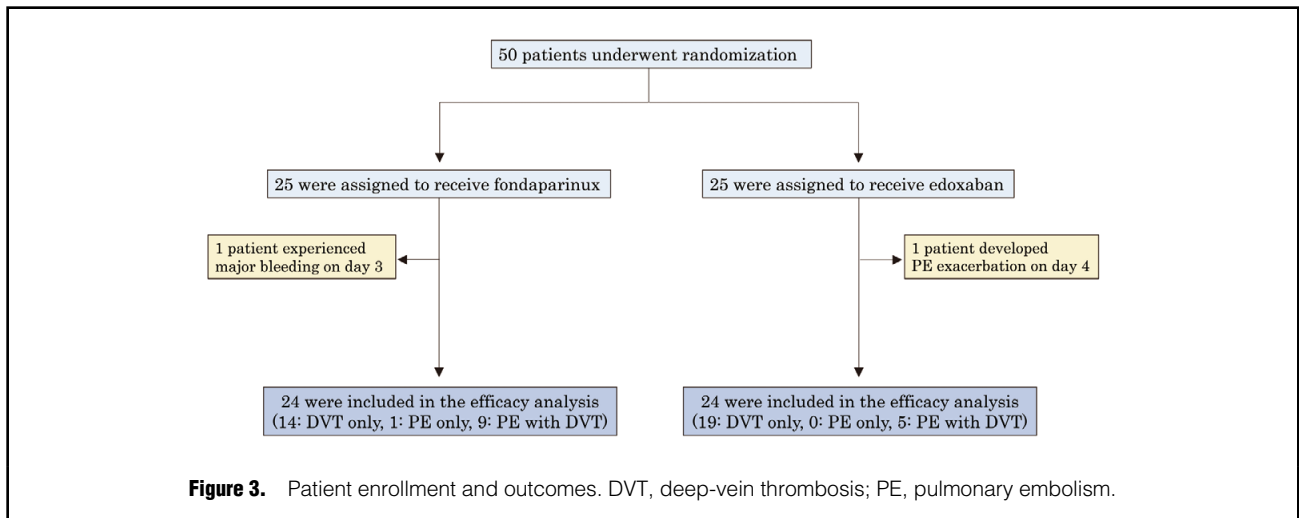 50 patients underwent randomization
25 were assigned to receive fondaparinux
25 were assigned to receive edoxaban
1 patient experienced
major bleeding on day 3
1 patient developed
PE exacerbation on day 4
24 were included in the efficacy analysis
(14: DVT only, 1: PE only, 9: PE with DVT)
24 were included in the efficacy analysis
(19: DVT only, 0: PE only, 5: PE with DVT)
Figure 3. Patient enrollment and outcomes. DVT, deep-vein thrombosis; PE, pulmonary embolism.